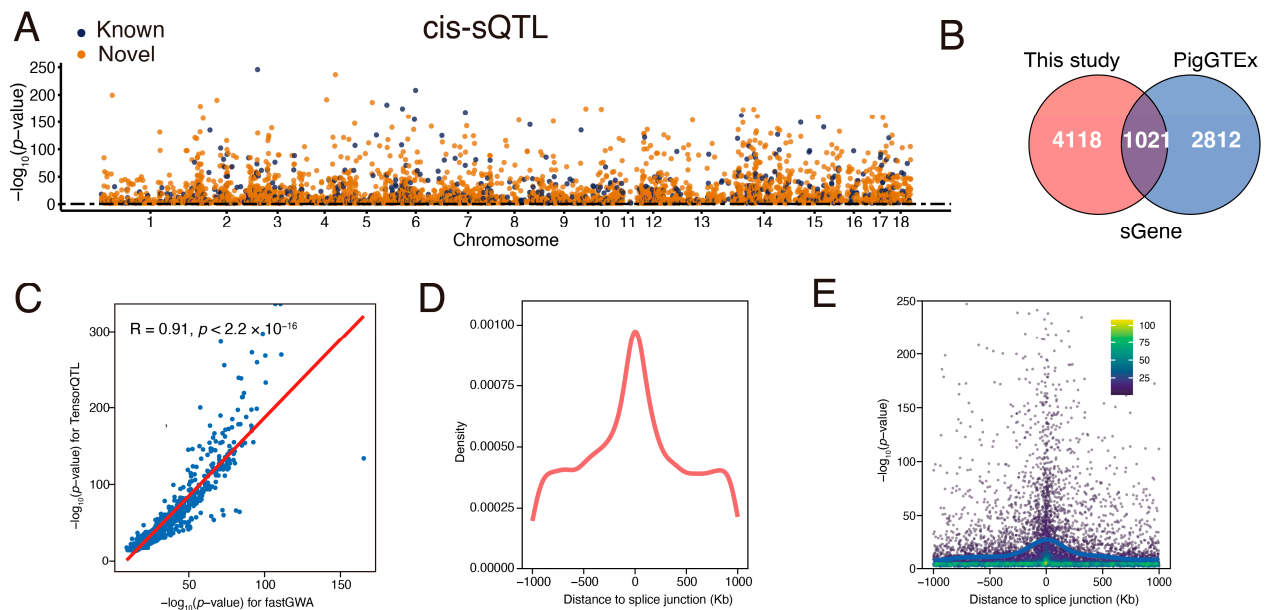 A
Known
Novel
cis-sQTL
−log10(p−value)
250
200
150
100
50
0
1 2 3 4 5 6 7 8 9 10 11 12 13 14 15 16 17 18
Chromosome
B
This study PigGTEx
4118 1021 2812
sGene
C
R = 0.91, p < 2.2 × 10−16
−log10(p−value) for TensorQTL
300
200
100
0
50 100 150
−log10(p−value) for fastGWA
D
Density
0.00100
0.00075
0.00050
0.00025
0.00000
−1000 −500 0 500 1000
Distance to splice junction (Kb)
E
−log10(p−value)
250
200
150
100
50
0
100
75
50
25
−1000 −500 0 500 1000
Distance to splice junction (Kb)